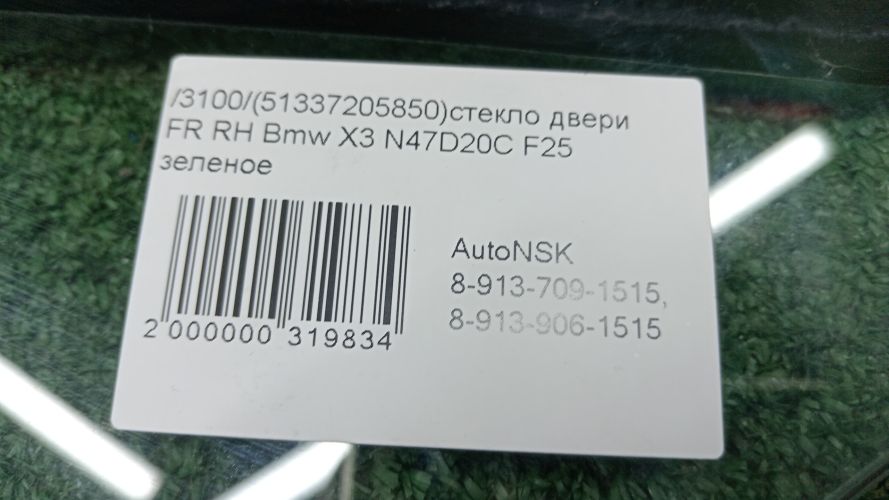 /3100/(51337205850)стекло двери
FR RH Bmw X3 N47D20C F25
зеленое
2 000000 319834
AutoNSK
8-913-709-1515,
8-913-906-1515